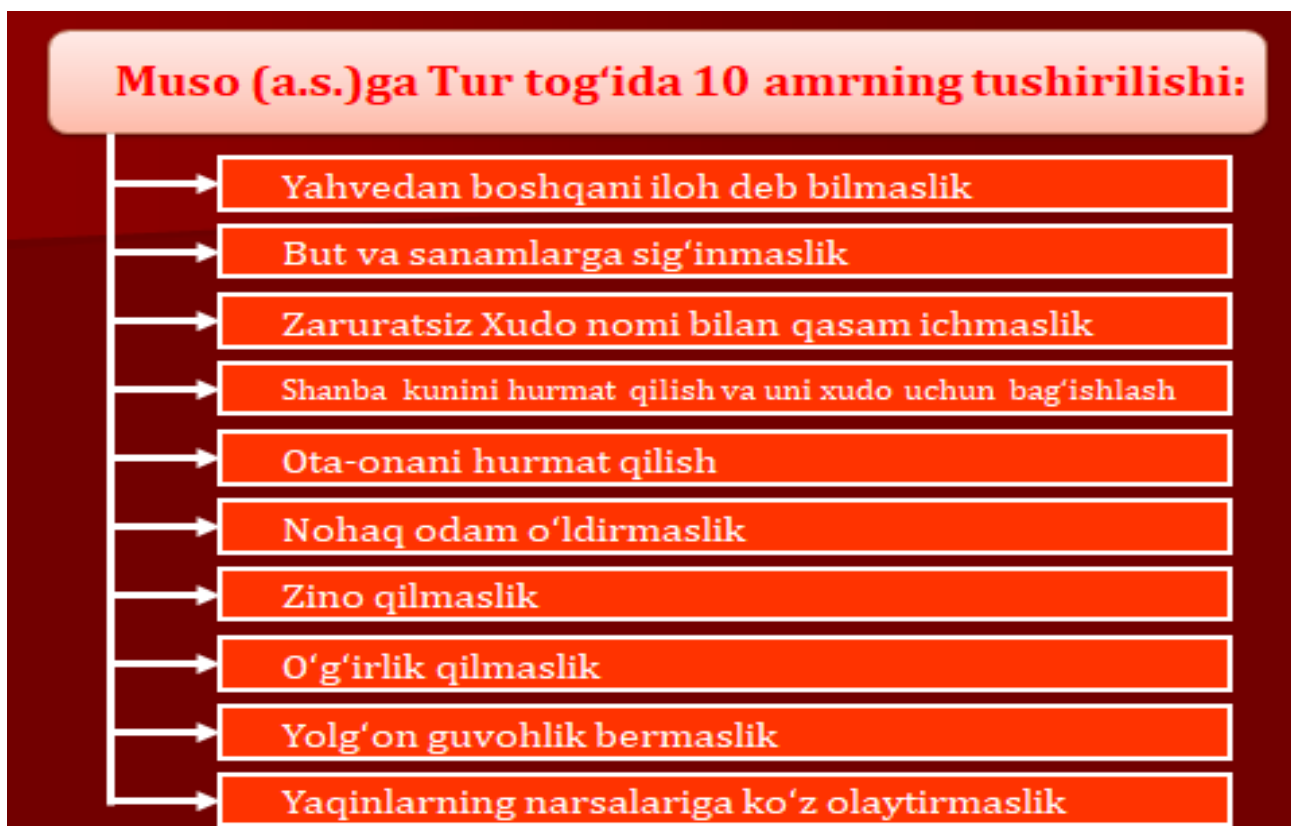 Muso (a.s.)ga Tur tog‘ida 10 amrning tushirilishi:
Yahvedan boshqani iloh deb bilmaslik
But va sanamlarga sig‘inmaslik
Zaruratsiz Xudo nomi bilan qasam ichmaslik
Shanba kunini hurmat qilish va uni xudo uchun bag‘ishlash
Ota-onani hurmat qilish
Nohaq odam o‘ldirmaslik
Zino qilmaslik
O‘g‘irlik qilmaslik
Yolg‘on guvohlik bermaslik
Yaqinlarning narsalariga ko‘z olaytirmaslik